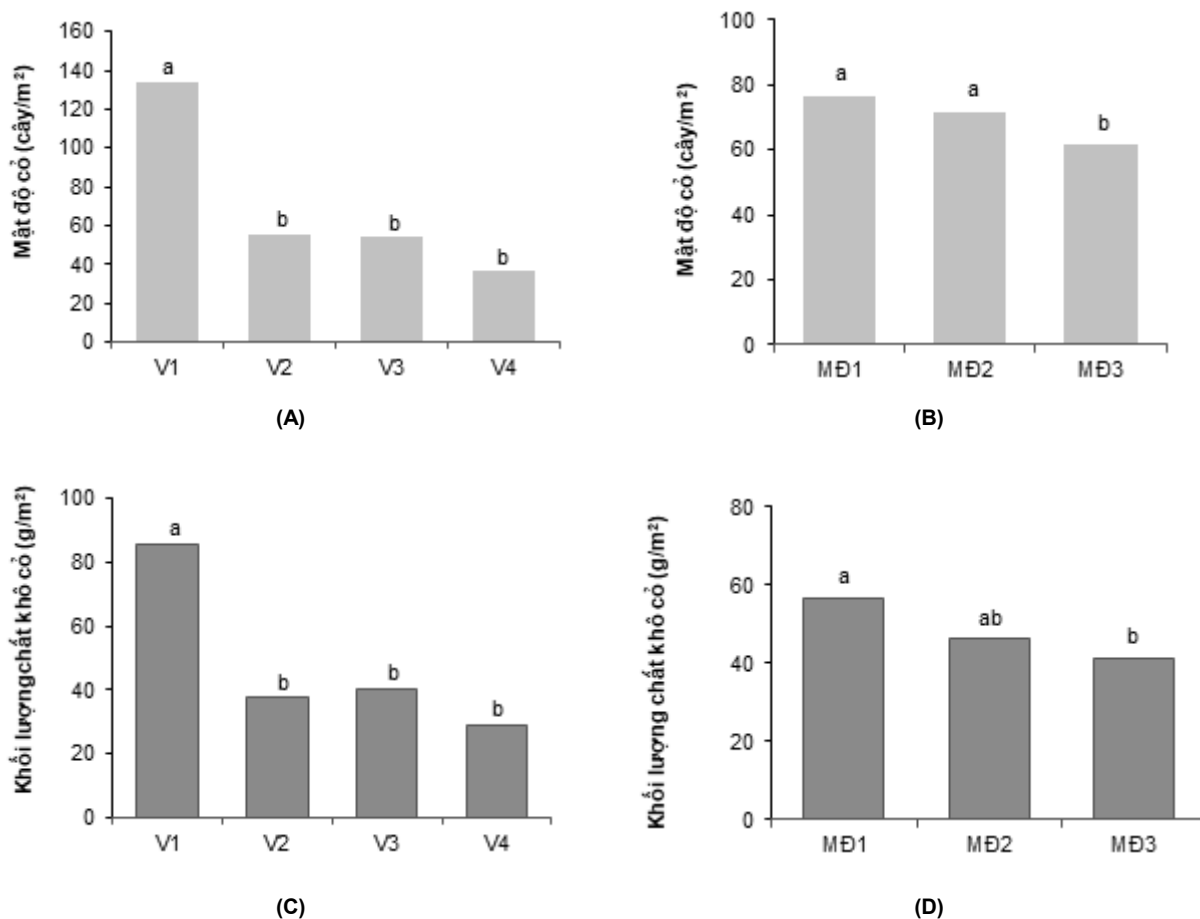 Mật độ cỏ (cây/m²)
160
140
120
100
80
60
40
20
0
a
b
b
b
V1
V2
V3
V4
(A)
Mật độ cỏ (cây/m²)
100
80
60
40
20
0
a
a
b
MĐ1
MĐ2
MĐ3
(B)
Khối lượngchất khô cỏ (g/m²)
100
80
60
40
20
0
a
b
b
b
V1
V2
V3
V4
(C)
Khối lượng chất khô cỏ (g/m²)
80
60
40
20
0
a
ab
b
MĐ1
MĐ2
MĐ3
(D)